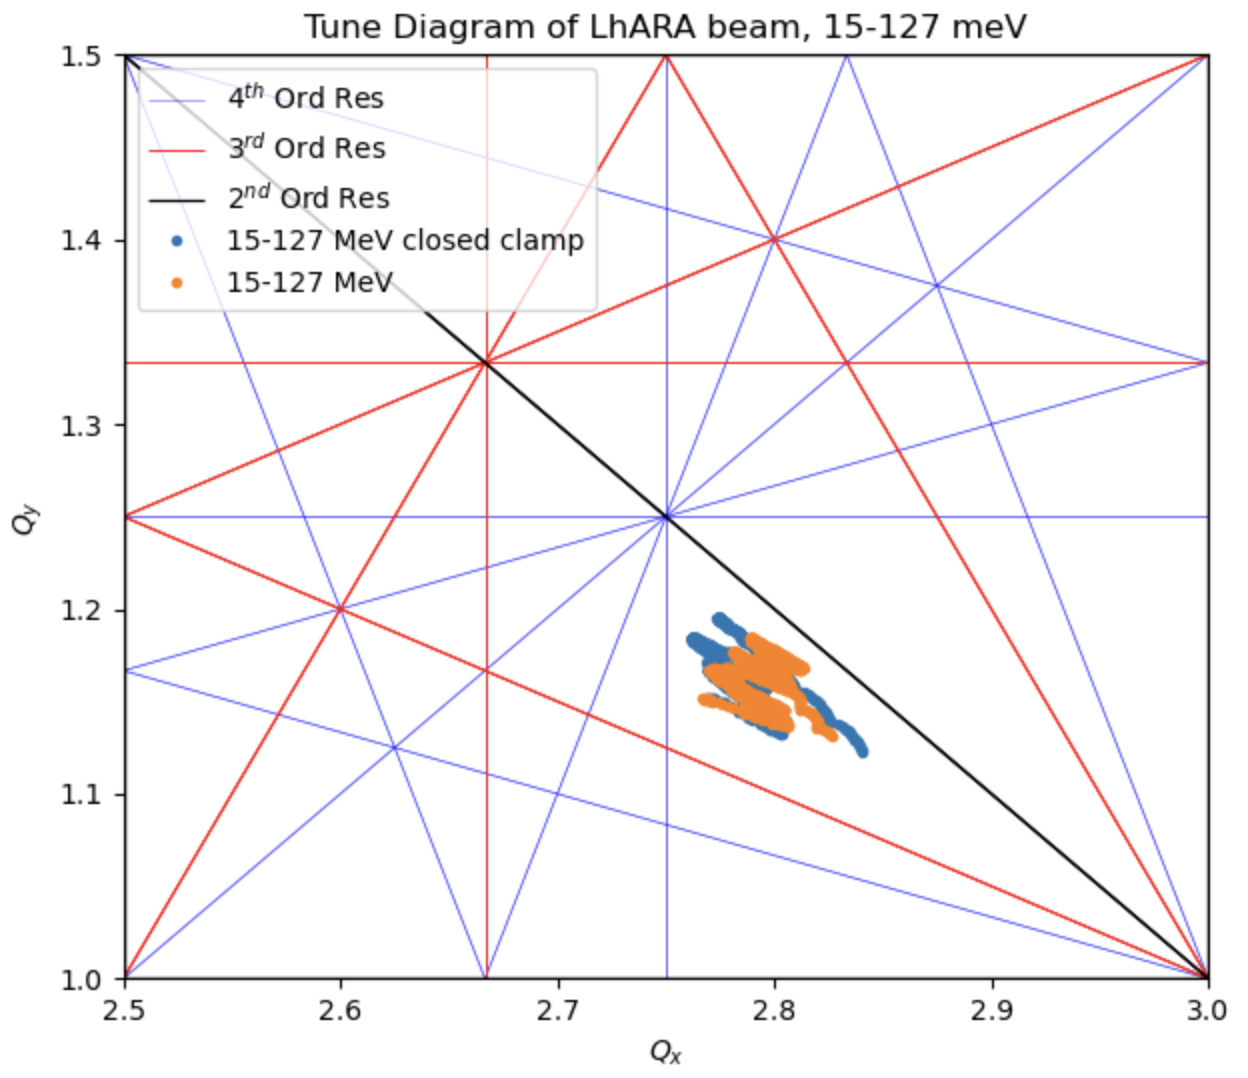 Tune Diagram of LhARA beam, 15-127 meV
1.5
4th Ord Res
3rd Ord Res
2nd Ord Res
15-127 MeV closed clamp
15-127 MeV
1.4
1.3
Qy
1.2
1.1
1.0
2.5 2.6 2.7 2.8 2.9 3.0
Qx